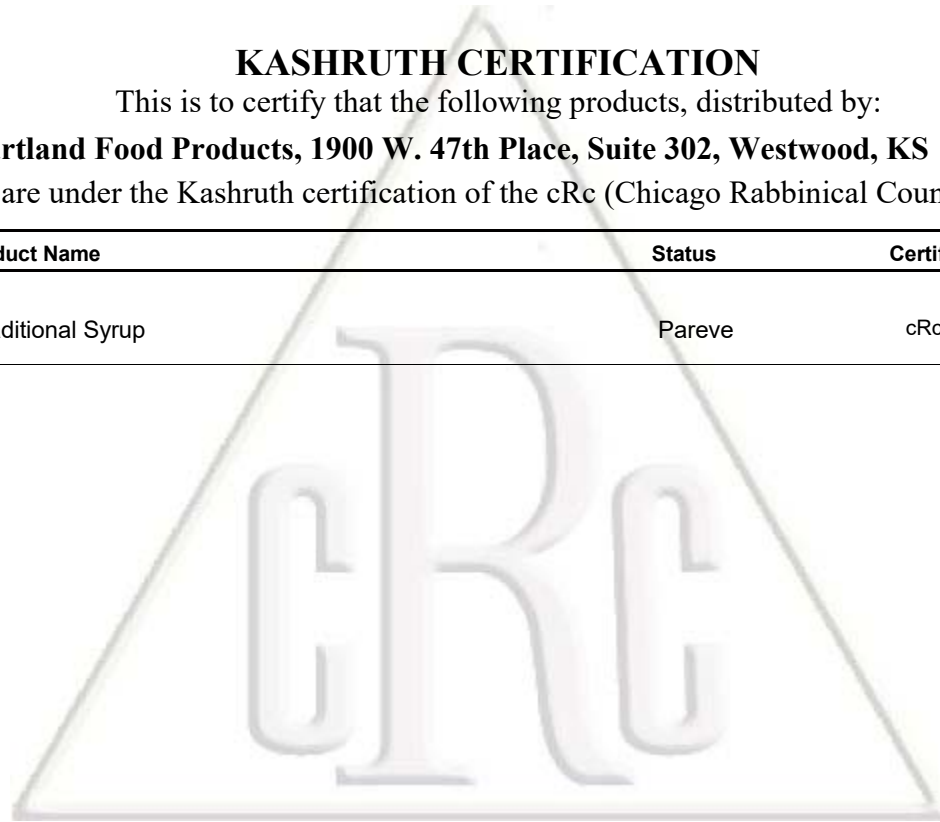 KASHRUTH CERTIFICATION
This is to certify that the following products, distributed by:
rtland Food Products, 1900 W. 47th Place, Suite 302, Westwood, KS
are under the Kashruth certification of the cRc (Chicago Rabbinical Coun
duct Name Status Certif
ditional Syrup Pareve cRc
cRc